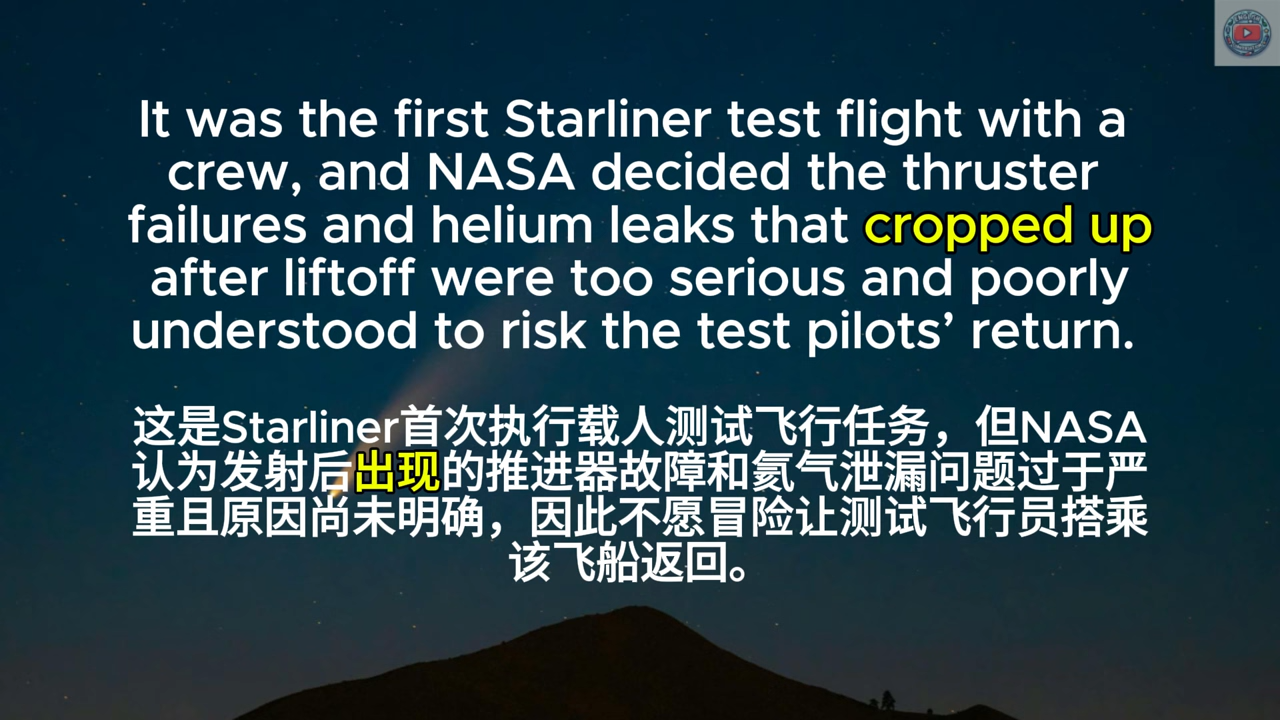 It was the first Starliner test flight with a
crew, and NASA decided the thruster
failures and helium leaks that cropped up
after liftoff were too serious and poorly
understood to risk the test pilots’ return.
这是Starliner首次执行载人测试飞行任务，但NASA
认为发射后出现的推进器故障和氦气泄漏问题过于严
重且原因尚未明确，因此不愿冒险让测试飞行员搭乘
该飞船返回。